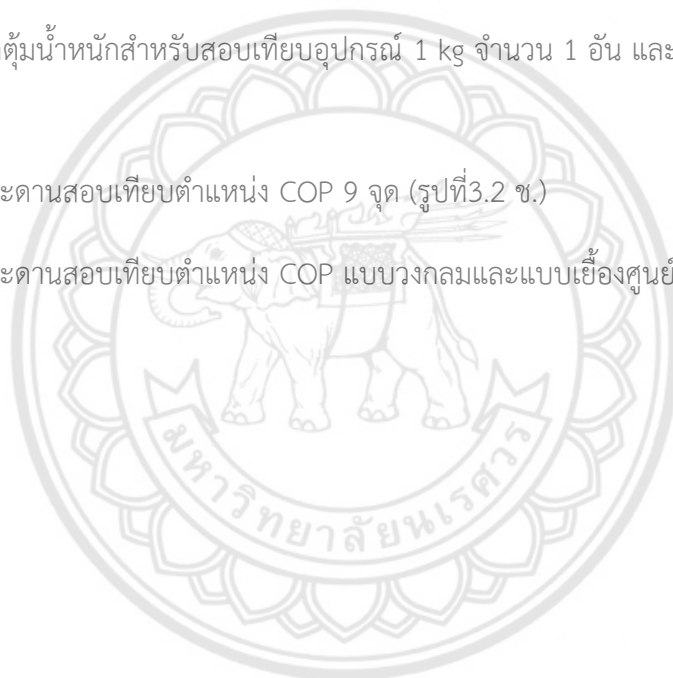 ตุ้มน้ำหนักสำหรับสอบเทียบอุปกรณ์ 1 kg จำนวน 1 อัน และ
ะดานสอบเทียบตำแหน่ง COP 9 จุด (รูปที่3.2 ช.)
ะดานสอบเทียบตำแหน่ง COP แบบวงกลมและแบบเยื้องศูนย์
มหาวิทยาลัยนเรศวร